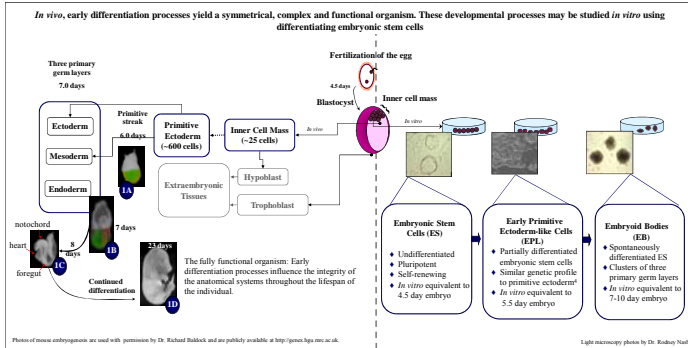 In vivo, early differentiation processes yield a symmetrical, complex and functional organism. These developmental processes may be studied in vitro using
differentiating embryonic stem cells
Fertilization of the egg
4.5 days
Blastocyst
Inner cell mass
In vitro
In vivo
Three primary
germ layers
7.0 days
Ectoderm
Mesoderm
Endoderm
Primitive
streak
6.0 days
1A
Primitive
Ectoderm
(~600 cells)
Inner Cell Mass
(~25 cells)
Extraembryonic
Tissues
Hypoblast
Trophoblast
notochord
heart
foregut
1C
8
days
1B
7 days
Continued
differentiation
23 days
1D
The fully functional organism: Early
differentiation processes influence the integrity of
the anatomical systems throughout the lifespan of
the individual.
Embryonic Stem
Cells (ES)
♦ Undifferentiated
♦ Pluripotent
♦ Self-renewing
♦ In vitro equivalent to
4.5 day embryo
Early Primitive
Ectoderm-like Cells
(EPL)
♦ Partially differentiated
embryonic stem cells
♦ Similar genetic profile
to primitive ectoderm⁴
♦ In vitro equivalent to
5.5 day embryo
Embryoid Bodies
(EB)
♦ Spontaneously
differentiated ES
♦ Clusters of three
primary germ layers
♦ In vitro equivalent to
7-10 day embryo
Photos of mouse embryogenesis are used with permission by Dr. Richard Baldock and are publicly available at http://genex.hgu.mrc.ac.uk.
Light microscopy photos by Dr. Rodney Nash